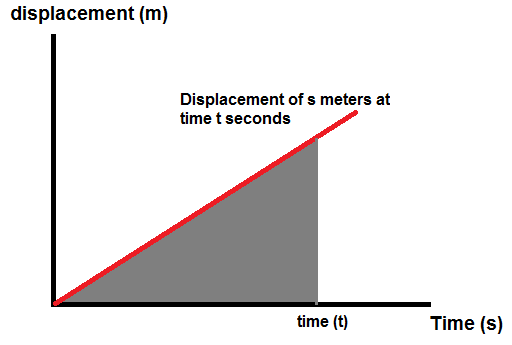 displacement (m)
Displacement of s meters at
time t seconds
time (t)
Time (s)